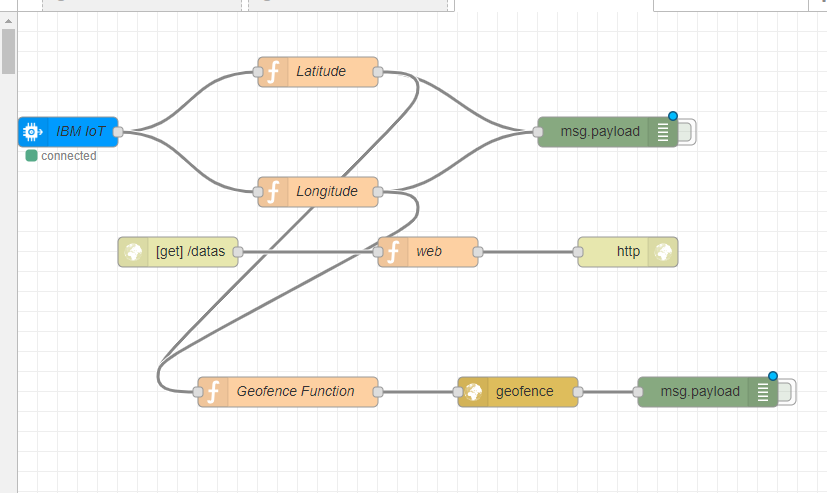 Latitude
IBM IoT
msg.payload
connected
Longitude
[get] /datas
web
http
Geofence Function
geofence
msg.payload